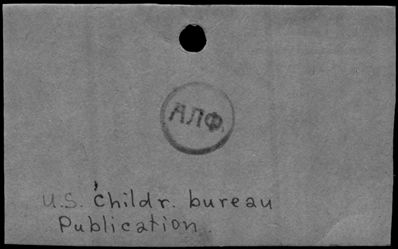 АЛФ.
U.S. Childr. bureau
Publication.